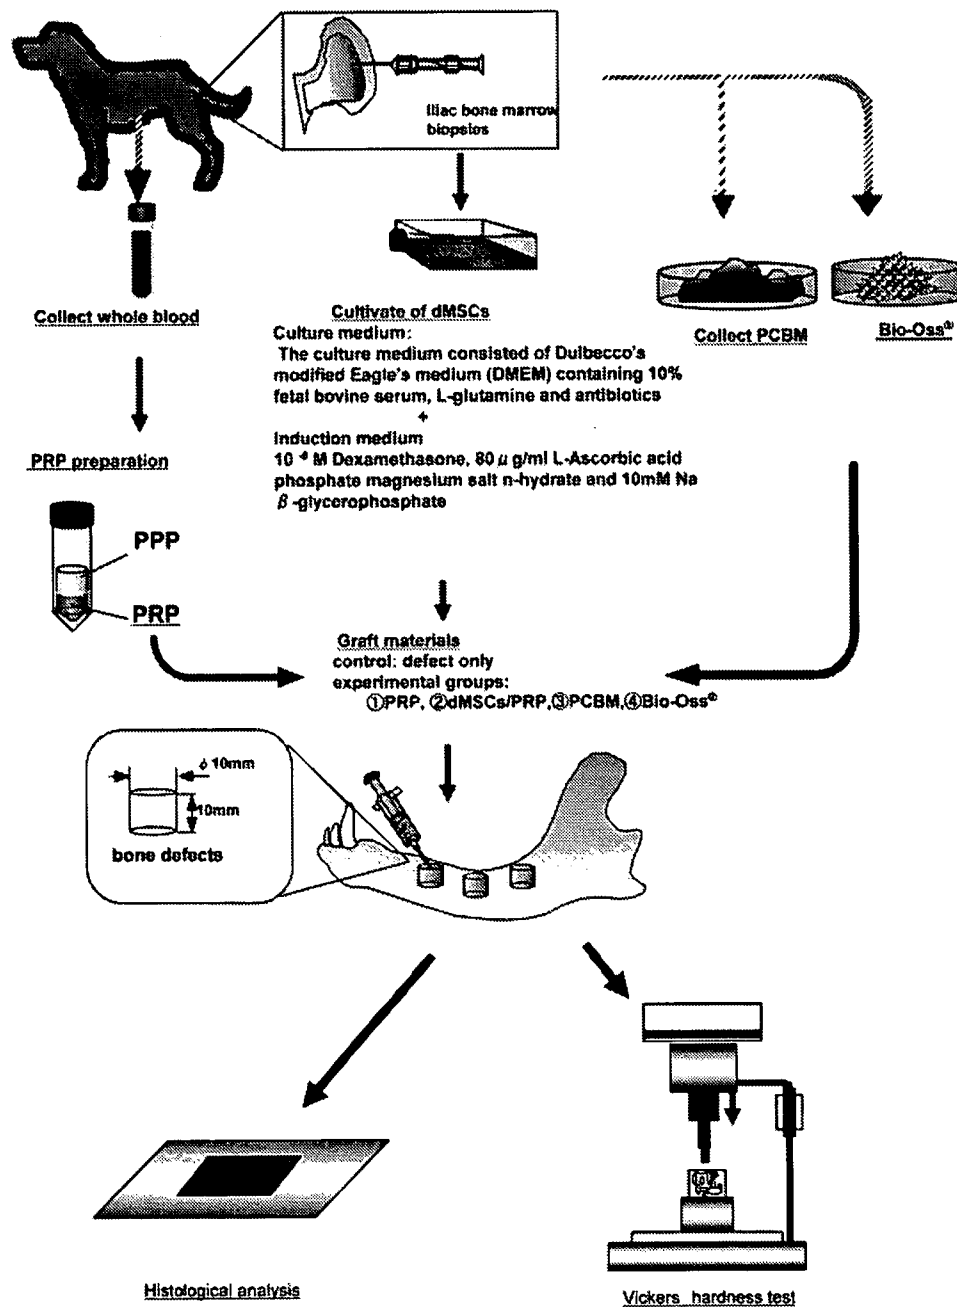 Iliac bone marrow
biopsies
Collect whole blood
Cultivate of dMSCs
Culture medium:
The culture medium consisted of Dulbecco's
modified Eagle's medium (DMEM) containing 10%
fetal bovine serum, L-glutamine and antibiotics
+
Induction medium
10 M Dexamethasone, 80 μ g/ml L-Ascorbic acid
phosphate magnesium salt n-hydrate and 10mM Na
β -glycerophosphate
Collect PCBM
Bio-Oss®
PRP preparation
PPP
PRP
Graft materials
control: defect only
experimental groups:
①PRP, ②dMSCs/PRP,③PCBM,④Bio-Oss®
ϕ 10mm
10mm
bone defects
Histological analysis
Vickers hardness test